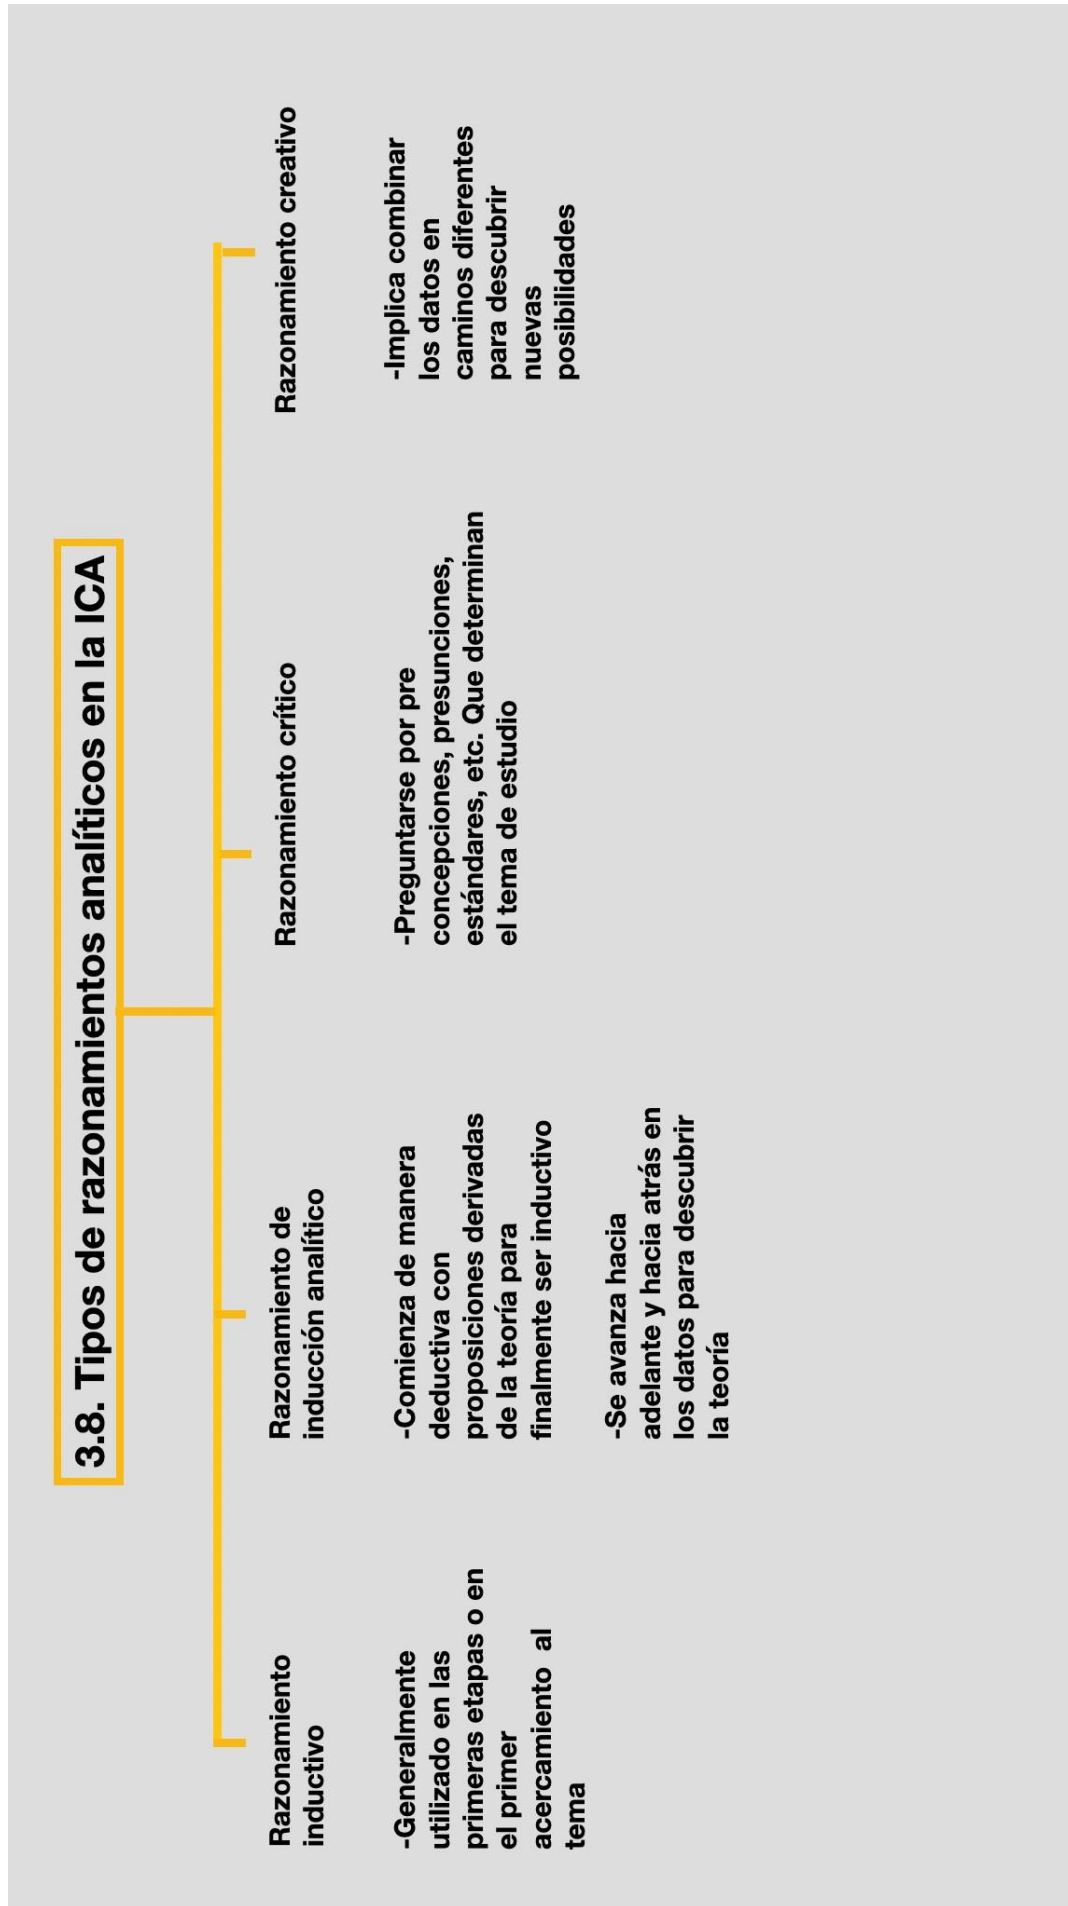 3.8. Tipos de razonamientos analíticos en la ICA
Razonamiento
inductivo
-Generalmente
utilizado en las
primeras etapas o en
el primer
acercamiento al
tema
Razonamiento de
inducción analítico
-Comienza de manera
deductiva con
proposiciones derivadas
de la teoría para
finalmente ser inductivo
-Se avanza hacia
adelante y hacia atrás en
los datos para descubrir
la teoría
Razonamiento crítico
-Preguntarse por pre
concepciones, presunciones,
estándares, etc. Que determinan
el tema de estudio
Razonamiento creativo
-Implica combinar
los datos en
caminos diferentes
para descubrir
nuevas
posibilidades